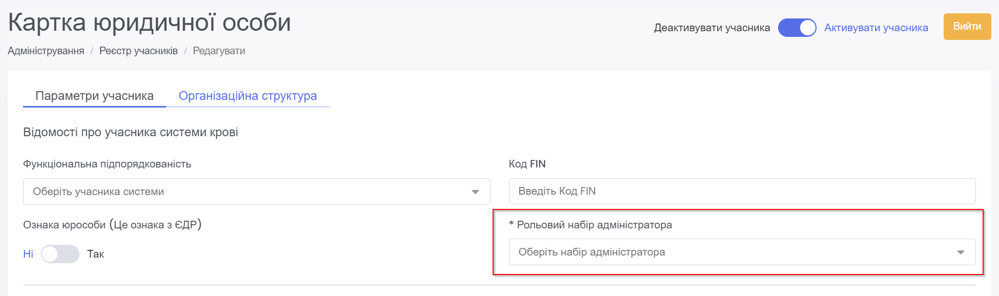 Картка юридичної особи
Деактивувати учасника Активувати учасника Вийти
Адміністрування / Реєстр учасників / Редагувати
Параметри учасника Організаційна структура
Відомості про учасника системи крові
Функціональна підпорядкованість
Оберіть учасника системи
Код FIN
Введіть Код FIN
Ознака юрособи (Це ознака з ЄДР)
Ні Так
* Рольовий набір адміністратора
Оберіть набір адміністратора